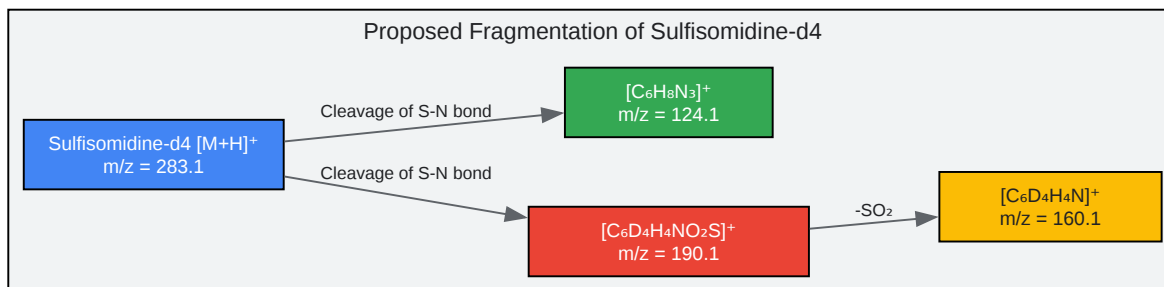 Proposed Fragmentation of Sulfisomidine-d4
[C₆H₈N₃]⁺
m/z = 124.1
Cleavage of S-N bond
Sulfisomidine-d4 [M+H]⁺
m/z = 283.1
Cleavage of S-N bond
[C₆D₄H₄NO₂S]⁺
m/z = 190.1
-SO₂
[C₆D₄H₄N]⁺
m/z = 160.1